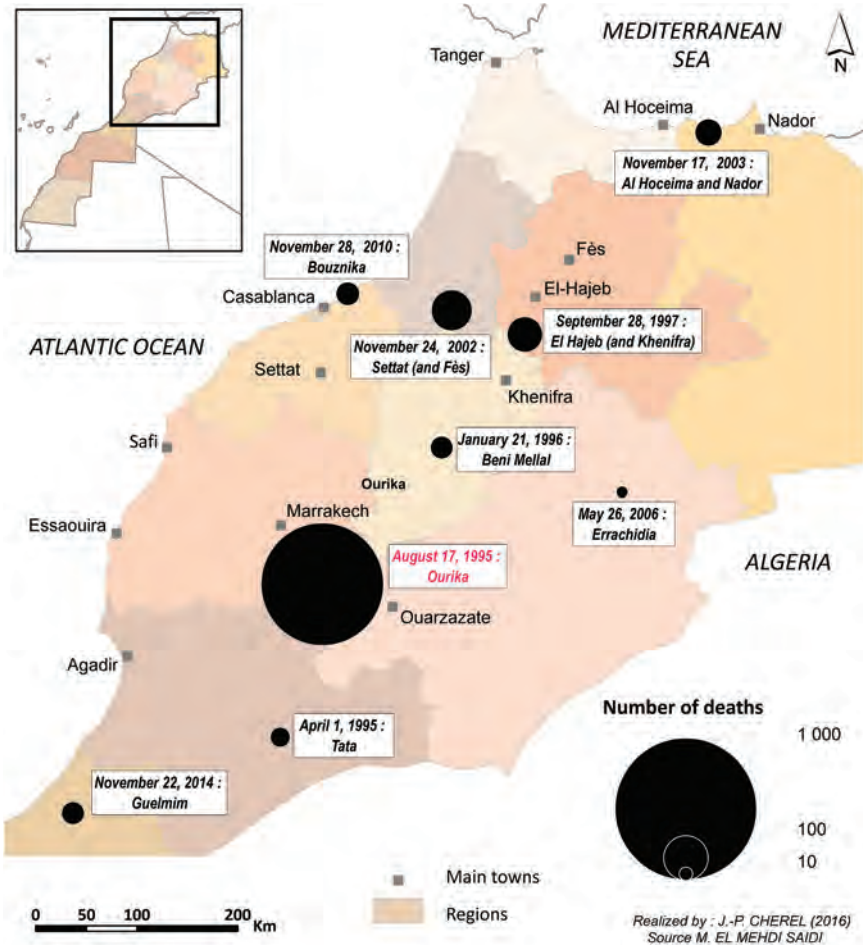 MEDITERRANEAN
SEA
N
Tanger
Al Hoceima
Nador
November 17, 2003 :
Al Hoceima and Nador
November 28, 2010 :
Bouznika
Fès
Casablanca
El-Hajeb
ATLANTIC OCEAN
September 28, 1997 :
El Hajeb (and Khenifra)
November 24, 2002 :
Settat (and Fès)
Settat
Khenifra
Safi
January 21, 1996 :
Beni Mellal
Ourika
Essaouira
Marrakech
May 26, 2006 :
Errachidia
August 17, 1995 :
Ourika
ALGERIA
Ouarzazate
Agadir
Number of deaths
1 000
100
10
April 1, 1995 :
Tata
November 22, 2014 :
Guelmim
Main towns
Regions
0 50 100 200
Km
Realized by : J.-P. CHEREL (2016)
Source M. EL MEHDI SAIDI